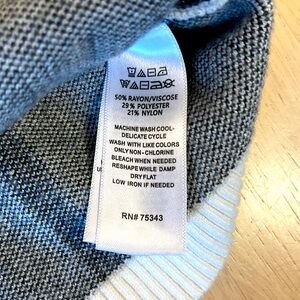 50% RAYON/VISCOSE
29% POLYESTER
21% NYLON
MACHINE WASH COOL-
DELICATE CYCLE
WASH WITH LIKE COLORS
ONLY NON- CHLORINE
BLEACH WHEN NEEDED
RESHAPE WHILE DAMP
DRY FLAT
LOW IRON IF NEEDED
RN# 75343